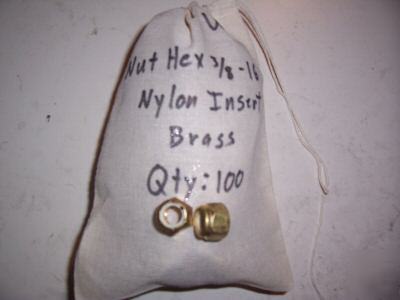 Nut Hex 3/8-16
Nylon Insert
Brass
Qty: 100